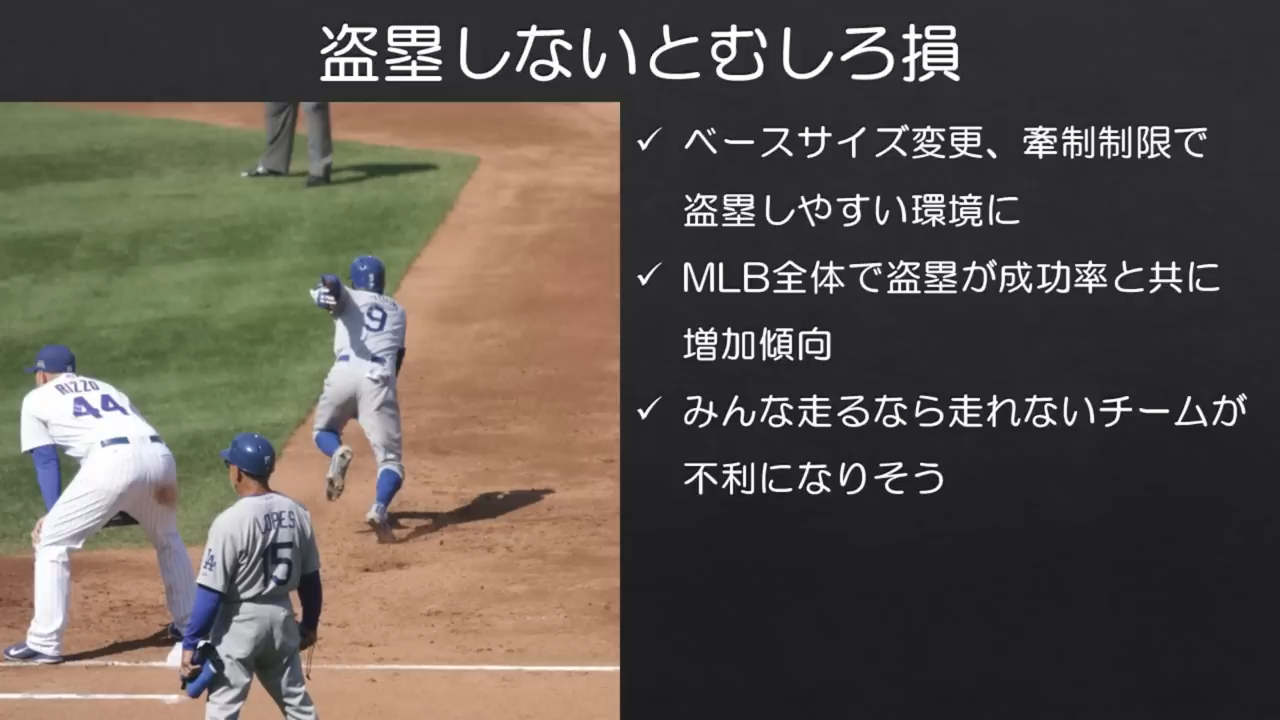 盗塁しないとむしろ損
✓ ベースサイズ変更、牽制制限で
盗塁しやすい環境に
✓ MLB全体で盗塁が成功率と共に
増加傾向
✓ みんな走るなら走れないチームが
不利になりそう
9
RIZZO
44
LOPES
15
LA